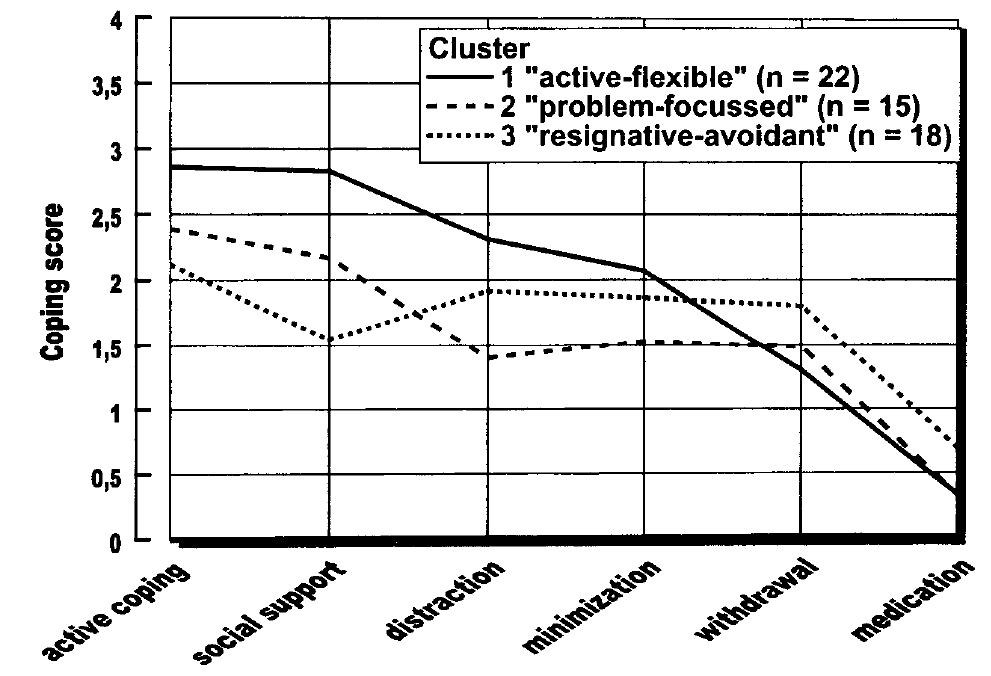 4
3,5
3
2,5
2
1,5
1
0,5
0
Coping score
Cluster
1 "active-flexible" (n = 22)
2 "problem-focussed" (n = 15)
3 "resignative-avoidant" (n = 18)
active coping
social support
distraction
minimization
withdrawal
medication